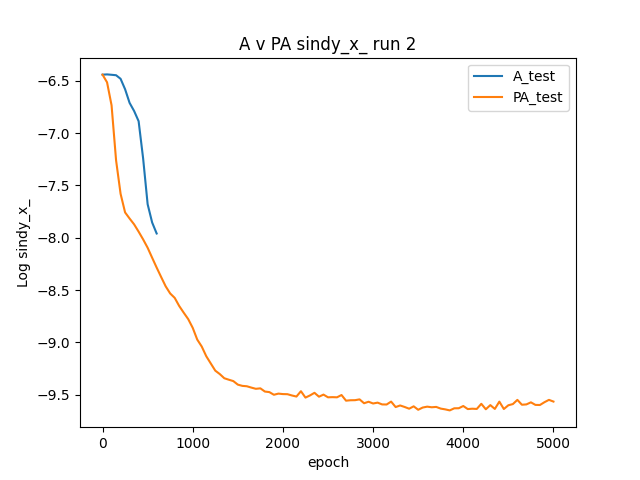 A v PA sindy_x_ run 2
A_test
PA_test
Log sindy_x_
−6.5
−7.0
−7.5
−8.0
−8.5
−9.0
−9.5
0
1000
2000
3000
4000
5000
epoch